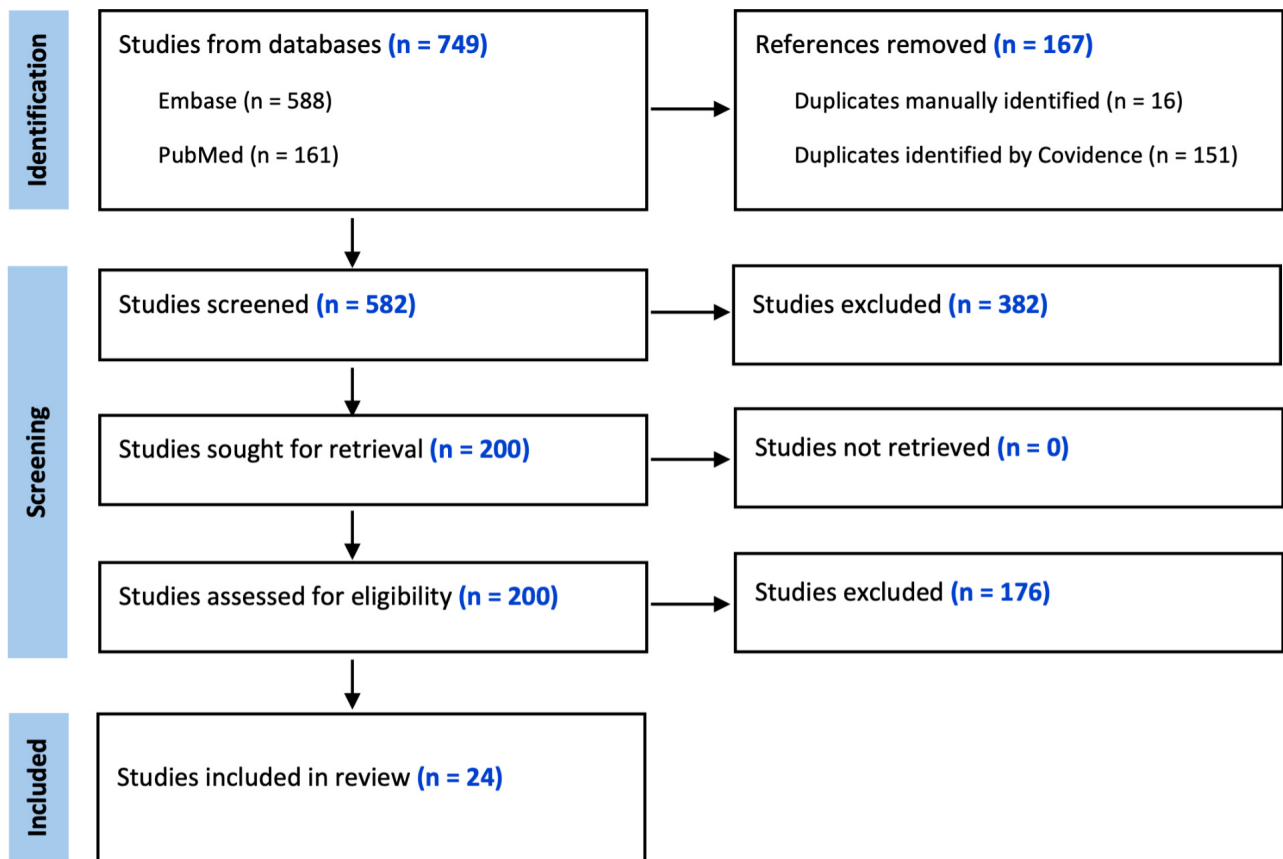 Identification
Studies from databases (n = 749)
Embase (n = 588)
PubMed (n = 161)
References removed (n = 167)
Duplicates manually identified (n = 16)
Duplicates identified by Covidence (n = 151)
Screening
Studies screened (n = 582)
Studies excluded (n = 382)
Studies sought for retrieval (n = 200)
Studies not retrieved (n = 0)
Studies assessed for eligibility (n = 200)
Studies excluded (n = 176)
Included
Studies included in review (n = 24)